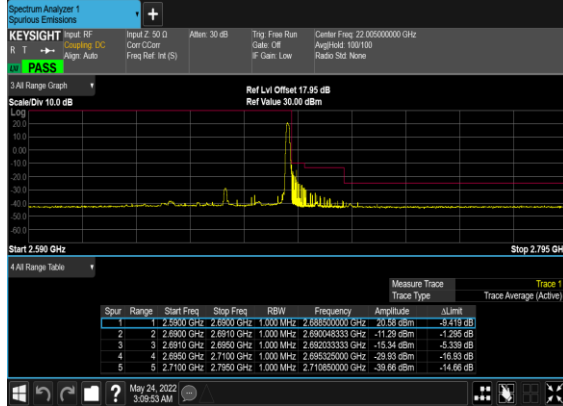 Spectrum Analyzer 1
Spurious Emissions
+
KEYSIGHT Input: RF Input Z: 50 Ω Atten: 30 dB Trig: Free Run Center Freq: 22.005000000 GHz
R T Coupling: DC Corr CCorr Gate: Off Avg|Hold: 100/100
Align: Auto Freq Ref: Int (S) IF Gain: Low Radio Std: None
PASS
3 All Range Graph
Ref Lvl Offset 17.95 dB
Scale/Div 10.0 dB Ref Value 30.00 dBm
Log
20.0
10.0
0.00
-10.0
-20.0
-30.0
-40.0
-50.0
-60.0
Start 2.590 GHz Stop 2.795 GH
4 All Range Table
Measure Trace Trace 1
Trace Type Trace Average (Active)
Spur Range Start Freq Stop Freq RBW Frequency Amplitude ΔLimit
1 1 2.5900 GHz 2.6900 GHz 1.000 MHz 2.688500000 GHz 20.58 dBm -9.419 dB
2 2 2.6900 GHz 2.6910 GHz 1.000 MHz 2.690048333 GHz -11.29 dBm -1.295 dB
3 3 2.6910 GHz 2.6950 GHz 1.000 MHz 2.692033333 GHz -15.34 dBm -5.339 dB
4 4 2.6950 GHz 2.7100 GHz 1.000 MHz 2.695325000 GHz -29.93 dBm -16.93 dB
5 5 2.7100 GHz 2.7950 GHz 1.000 MHz 2.710850000 GHz -39.66 dBm -14.66 dB
? May 24, 2022
3:09:53 AM